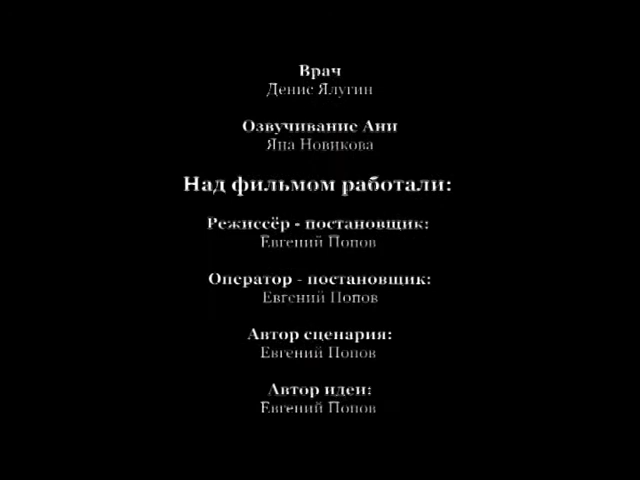 Врач
Денис Ялугин
Озвучивание Ани
Яна Новикова
Над фильмом работали:
Режиссёр - постановщик:
Евгений Попов
Оператор - постановщик:
Евгений Попов
Автор сценария:
Евгений Попов
Автор идеи:
Евгений Попов